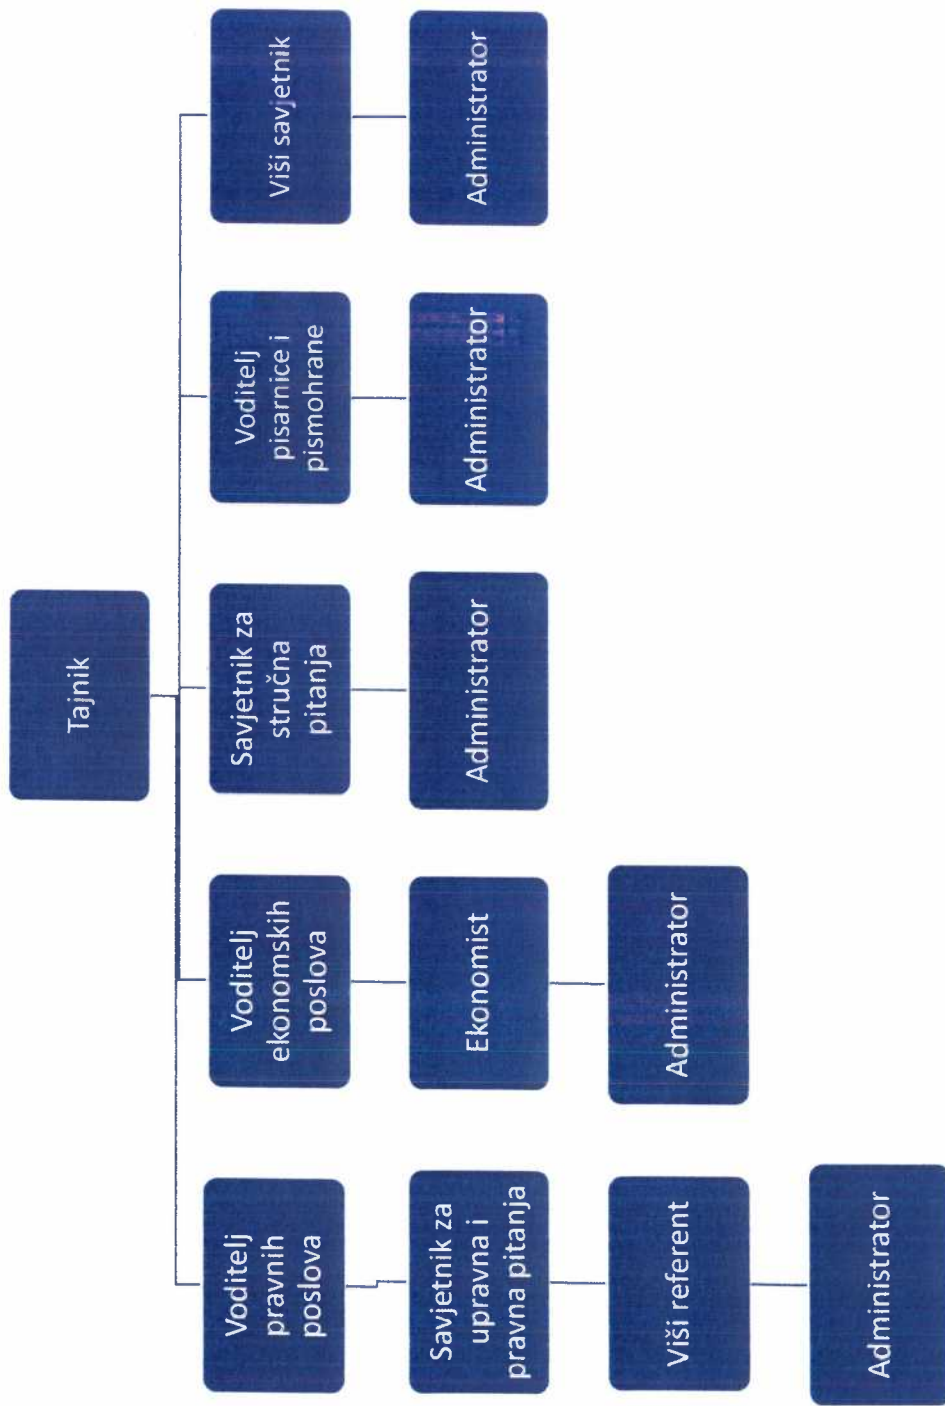 Tajnik
Voditelj
pravnih
poslova
Voditelj
ekonomskih
poslova
Savjetnik za
stručna
pitanja
Voditelj
pisarnice i
pismohrane
Viši savjetnik
Savjetnik za
upravna i
pravna pitanja
Ekonomist
Administrator
Administrator
Administrator
Viši referent
Administrator
Administrator